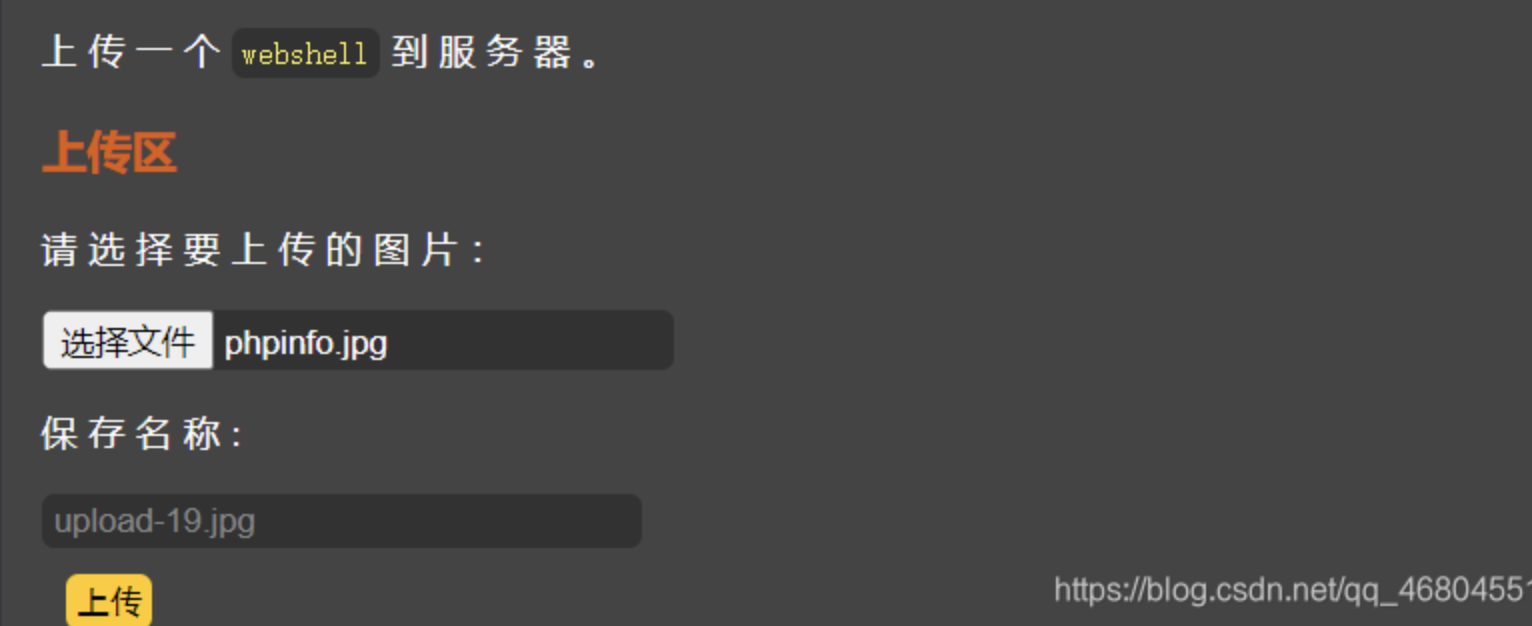 上传一个 webshell 到服务器。
上传区
请选择要上传的图片：
选择文件 phpinfo.jpg
保存名称：
upload-19.jpg
上传
https://blog.csdn.net/qq_46804551